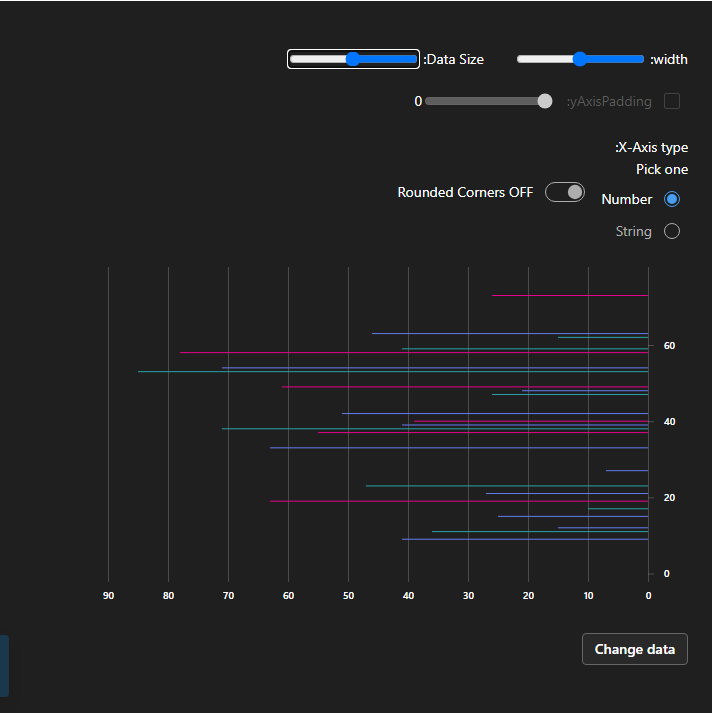 :width
:Data Size
:yAxisPadding
0
:X-Axis type
Pick one
Number
Rounded Corners OFF
String
60
40
20
0
90 80 70 60 50 40 30 20 10 0
Change data